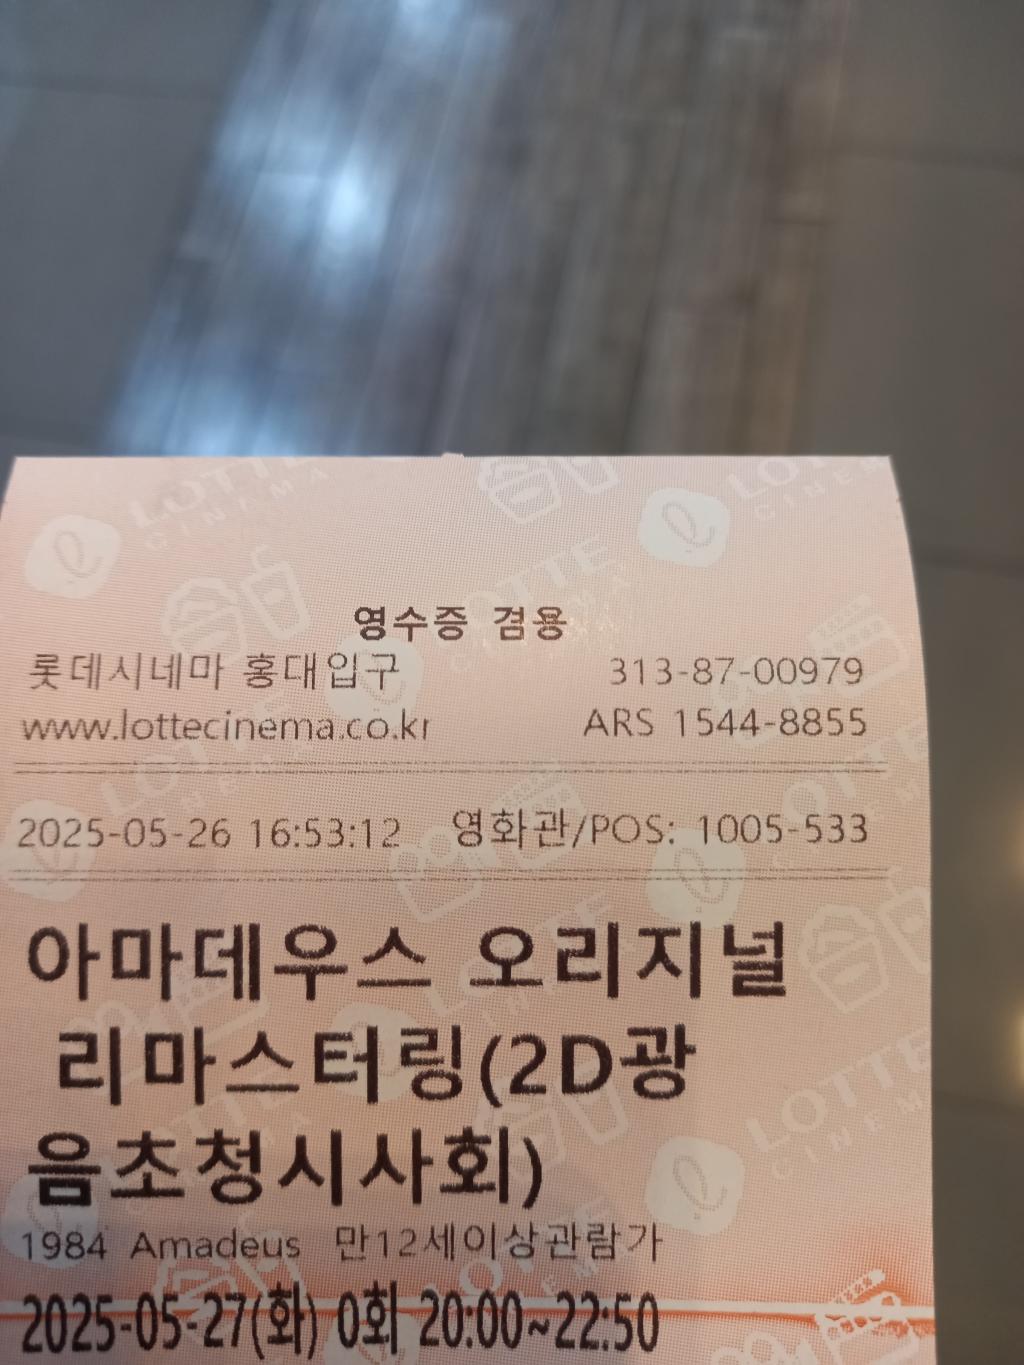 영수증 겸용
롯데시네마 홍대입구 313-87-00979
www.lottecinema.co.kr ARS 1544-8855
2025-05-26 16:53:12 영화관/POS: 1005-533
아마데우스 오리지널
리마스터링(2D광
음초청시사회)
1984 Amadeus 만12세이상관람가
2025-05-27(화) 0회 20:00~22:50